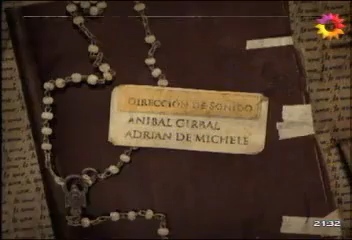 DIRECCIÓN DE SONIDO
ANIBAL GIRBAL
ADRIAN DE MICHELE
21:32